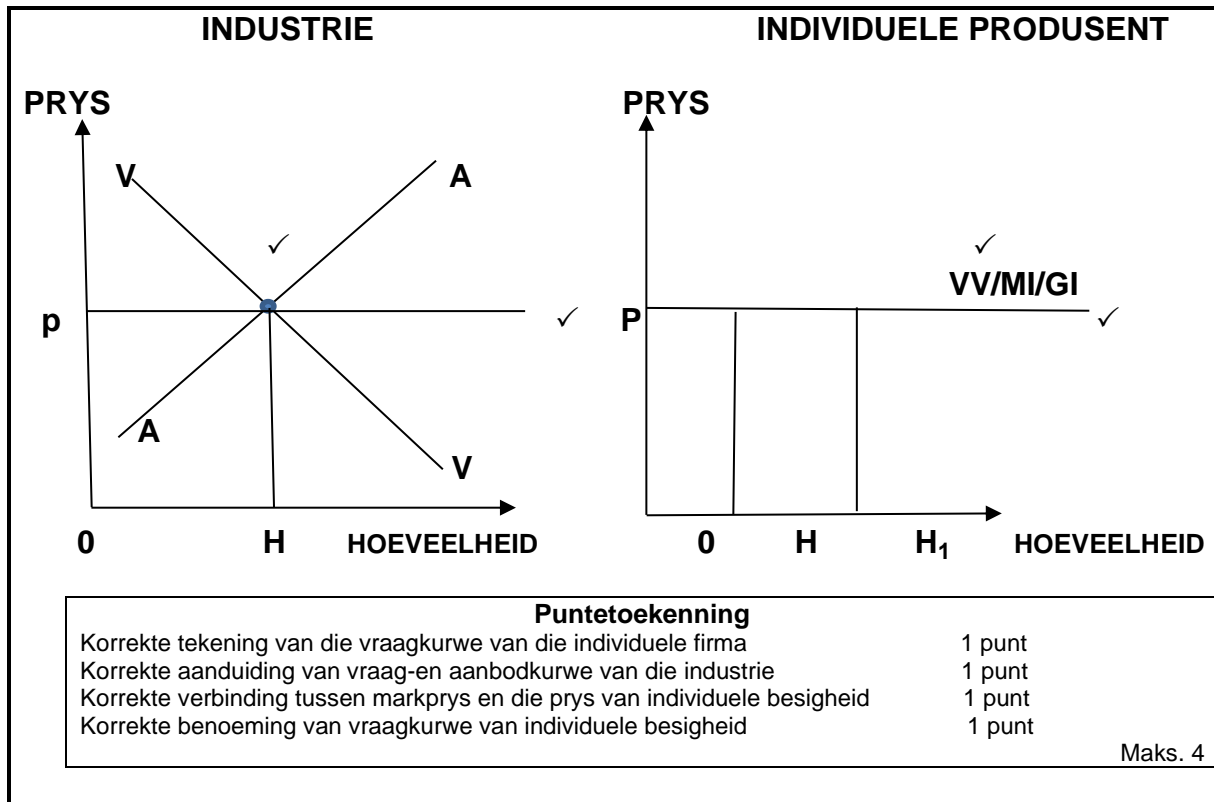 INDUSTRIE
INDIVIDUELE PRODUSENT
PRYS
V
A
✓
p
✓
A
V
0 H HOEVEELHEID
PRYS
✓
VV/MI/GI
P
✓
0 H H₁ HOEVEELHEID
Puntetoekenning
Korrekte tekening van die vraagkurwe van die individuele firma 1 punt
Korrekte aanduiding van vraag-en aanbodkurwe van die industrie 1 punt
Korrekte verbinding tussen markprys en die prys van individuele besigheid 1 punt
Korrekte benoeming van vraagkurwe van individuele besigheid 1 punt
Maks. 4